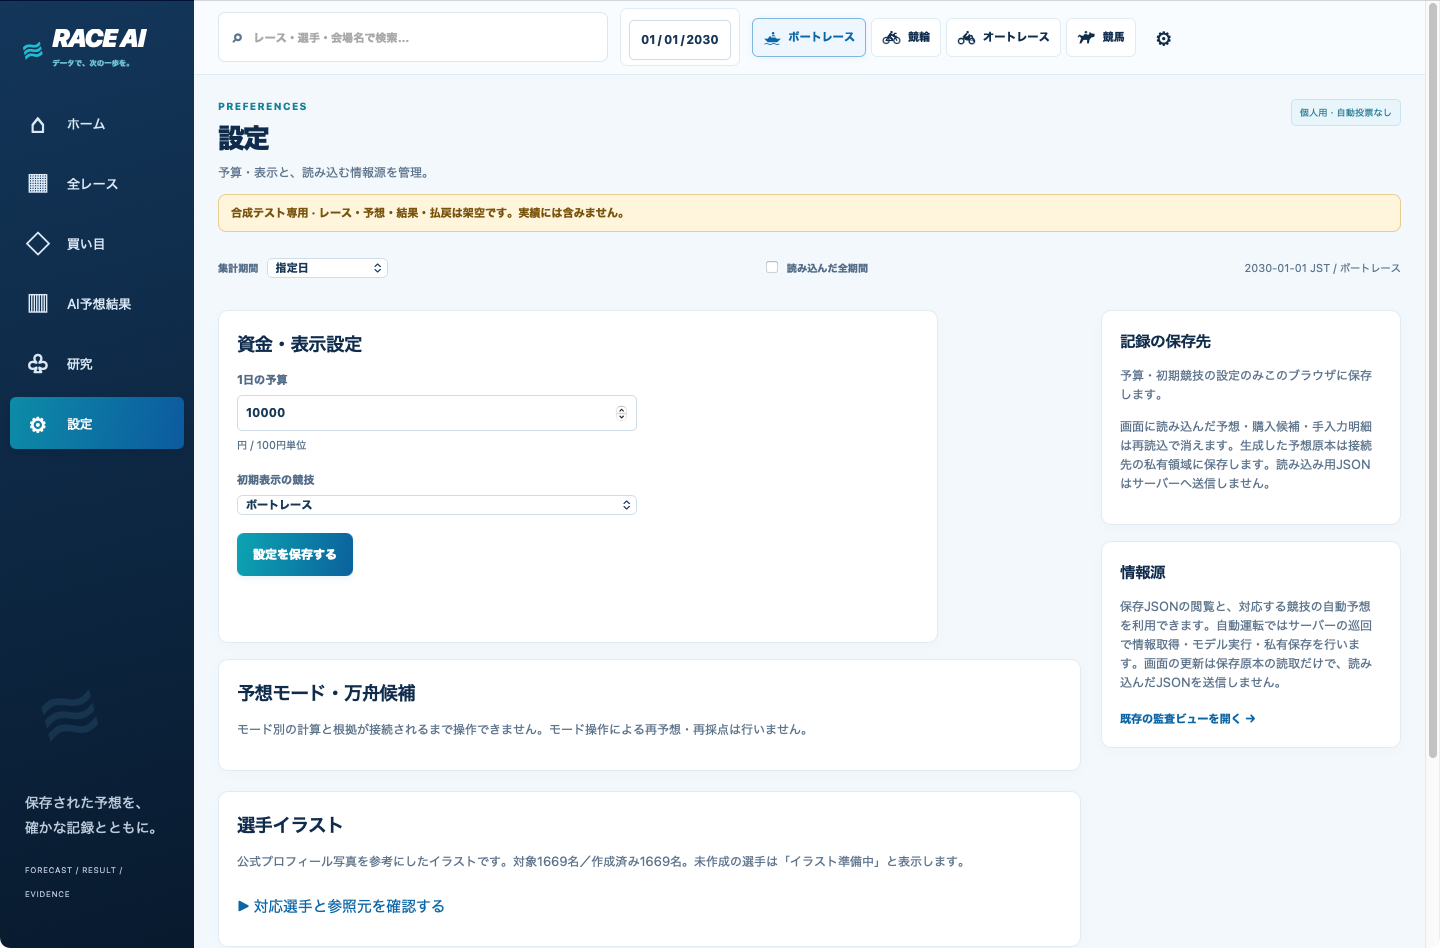 RACE AI
データで、次の一歩を。
ホーム
全レース
買い目
AI予想結果
研究
設定
保存された予想を、
確かな記録とともに。
FORECAST / RESULT /
EVIDENCE
レース・選手・会場名で検索...
01/01/2030
ボートレース
競輪
オートレース
競馬
PREFERENCES
設定
予算・表示と、読み込む情報源を管理。
個人用・自動投票なし
合成テスト専用・レース・予想・結果・払戻は架空です。実績には含みません。
集計期間
指定日
読み込んだ全期間
2030-01-01 JST / ボートレース
資金・表示設定
1日の予算
10000
円 / 100円単位
初期表示の競技
ボートレース
設定を保存する
予想モード・万舟候補
モード別の計算と根拠が接続されるまで操作できません。モード操作による再予想・再採点は行いません。
選手イラスト
公式プロフィール写真を参考にしたイラストです。対象1669名／作成済み1669名。未作成の選手は「イラスト準備中」と表示します。
▶ 対応選手と参照元を確認する
記録の保存先
予算・初期競技の設定のみこのブラウザに保存
します。
画面に読み込んだ予想・購入候補・手入力明細
は再読込で消えます。生成した予想原本は接続
先の私有領域に保存します。読み込み用JSON
はサーバーへ送信しません。
情報源
保存JSONの閲覧と、対応する競技の自動予想
を利用できます。自動運転ではサーバーの巡回
で情報取得・モデル実行・私有保存を行いま
す。画面の更新は保存原本の読取だけで、読み
込んだJSONを送信しません。
既存の監査ビューを開く →